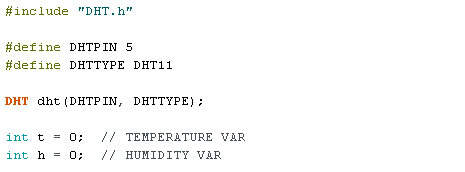 #include "DHT.h"
#define DHTPIN 5
#define DHTTYPE DHT11
DHT dht(DHTPIN, DHTTYPE);
int t = 0;  // TEMPERATURE VAR
int h = 0;  // HUMIDITY VAR